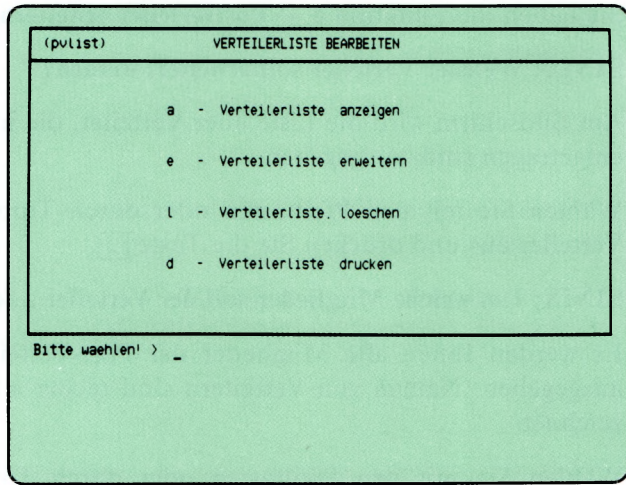 (pvlist) VERTEILERLISTE BEARBEITEN
a - Verteilerliste anzeigen
e - Verteilerliste erweitern
l - Verteilerliste. loeschen
d - Verteilerliste drucken
Bitte waehlen' > _